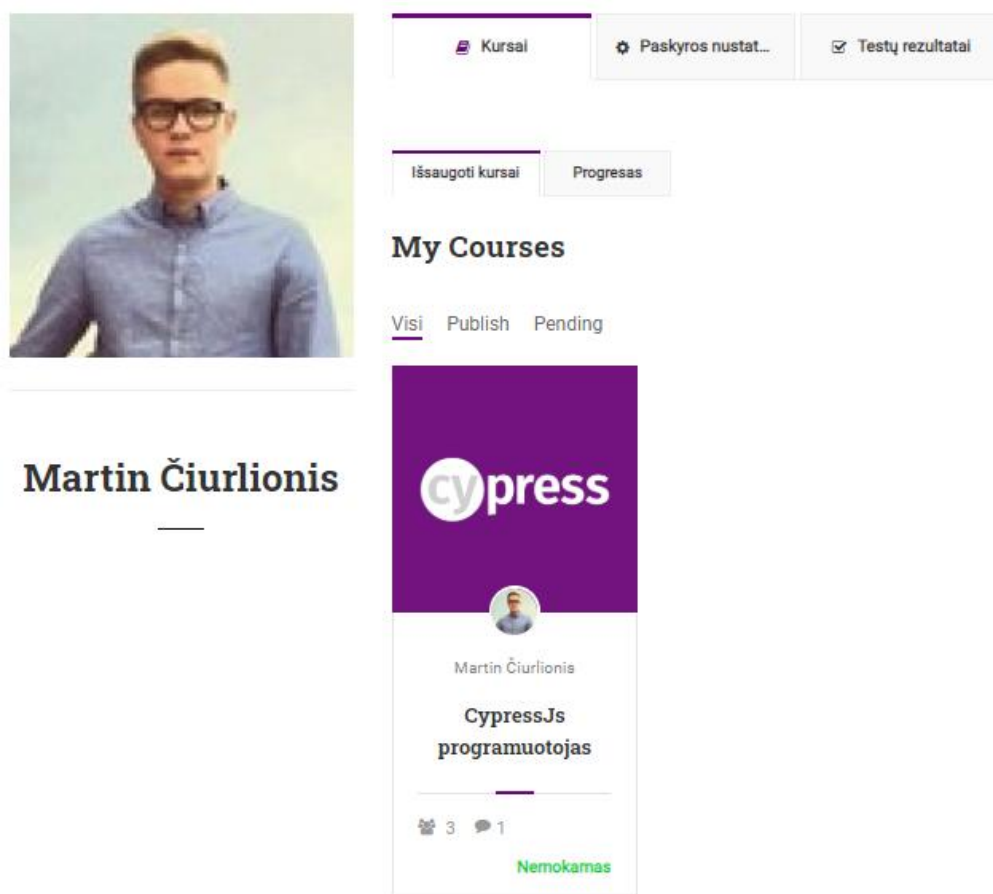 Kursai
Paskyros nustat...
Testų rezultatai
Išsaugoti kursai
Progresas
My Courses
Visi
Publish
Pending
Martin Čiurlionis
cypress
Martin Čiurlionis
CypressJs
programuotojas
3
1
Nemokamas